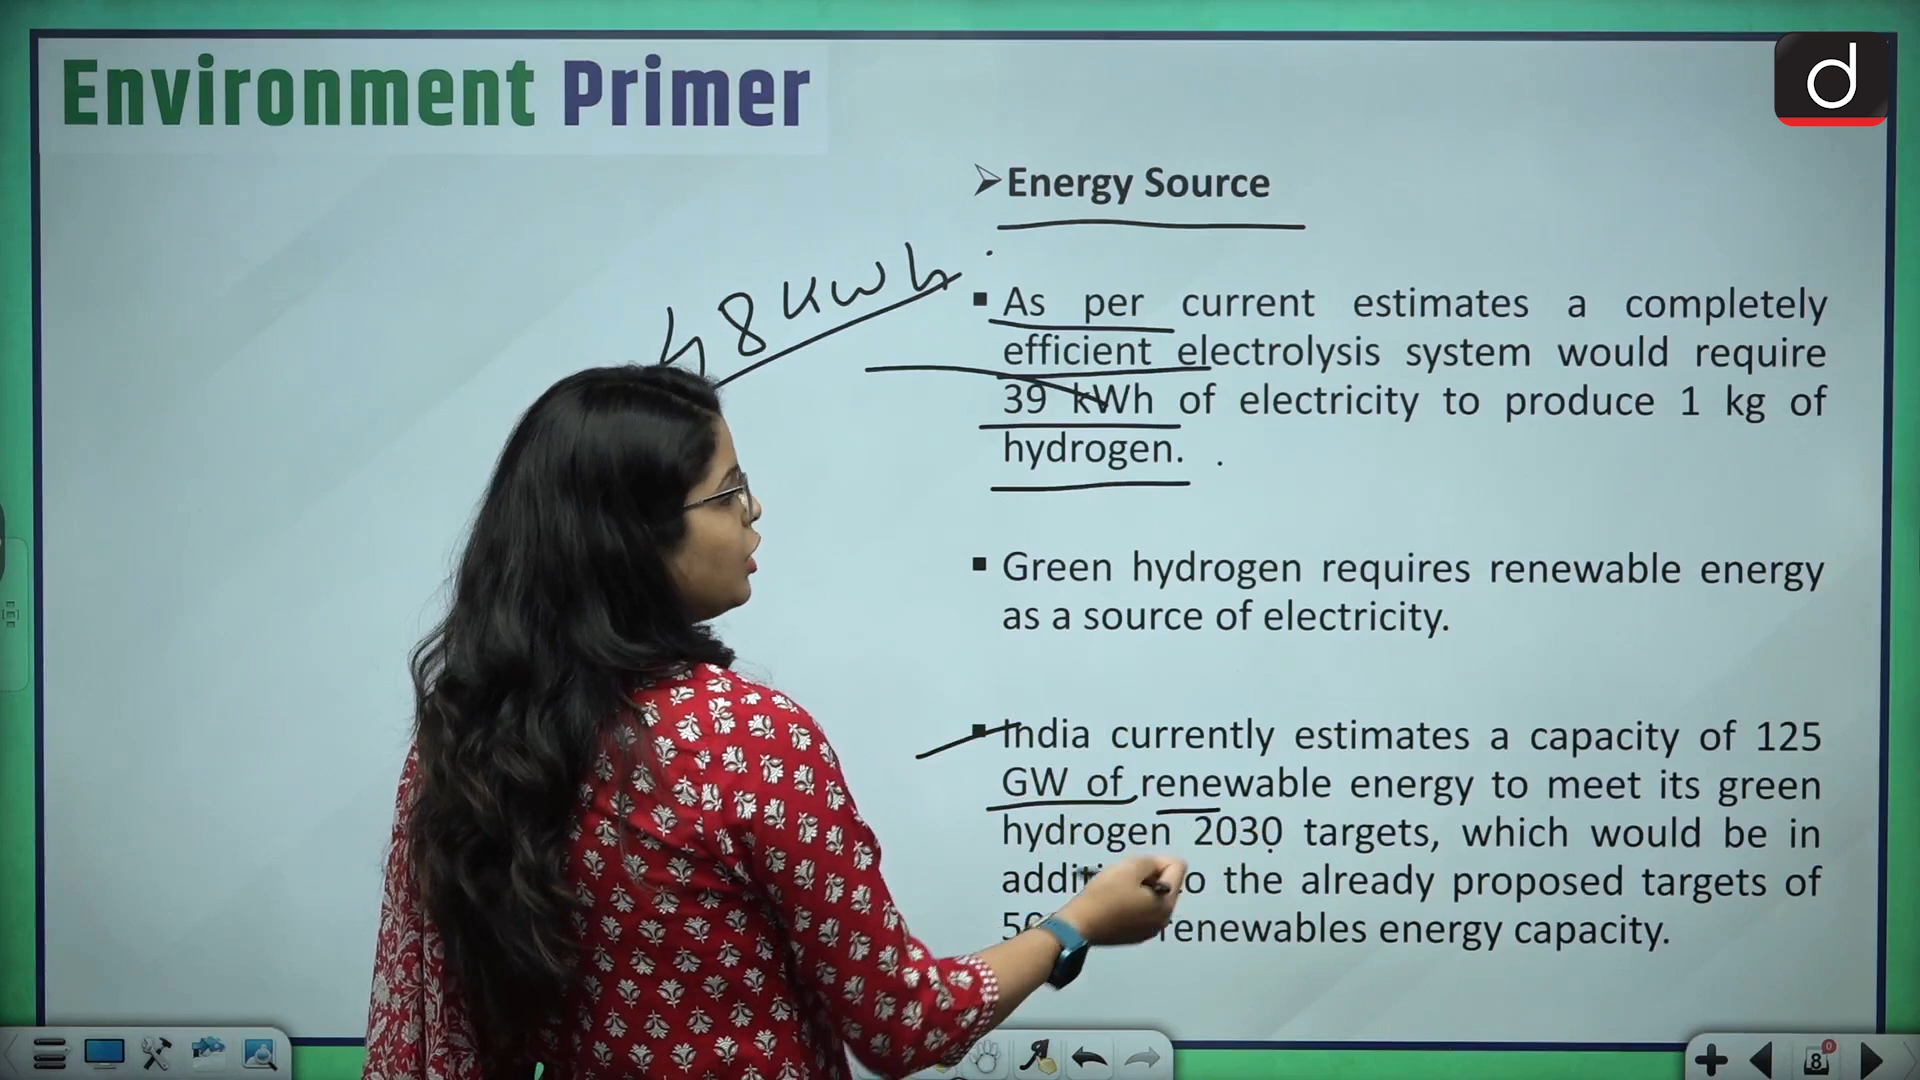 Environment Primer
d
➢Energy Source
48 KWh
▪ As per current estimates a completely
efficient electrolysis system would require
39 kWh of electricity to produce 1 kg of
hydrogen.
▪ Green hydrogen requires renewable energy
as a source of electricity.
▪ India currently estimates a capacity of 125
GW of renewable energy to meet its green
hydrogen 2030 targets, which would be in
the already proposed targets of
renewables energy capacity.
8
0